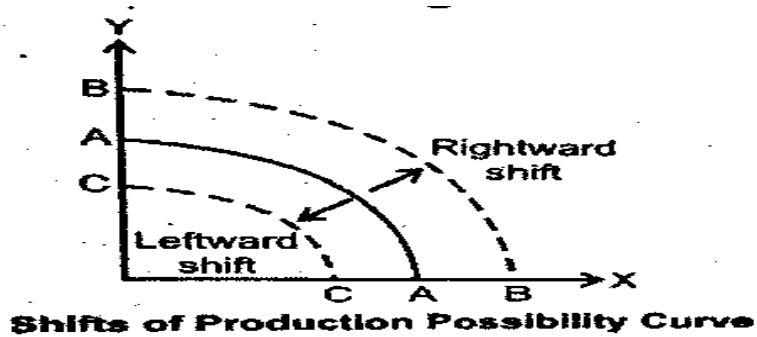 Y
B
A
C
Rightward
shift
Leftward
shift
C A B X
Shifts of Production Possibility Curve